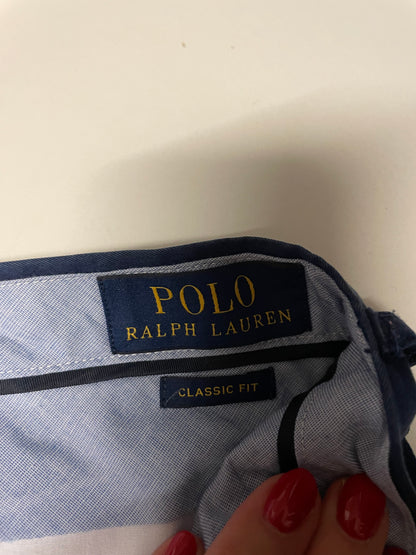 POLO
RALPH LAUREN
CLASSIC FIT